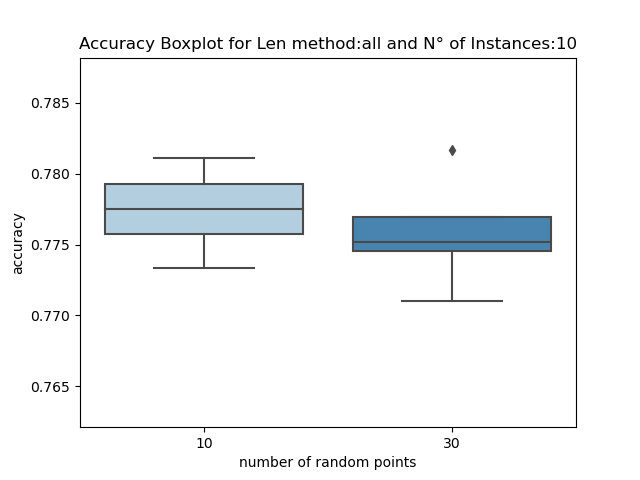 Accuracy Boxplot for Len method:all and N° of Instances:10
0.785
0.780
0.775
0.770
0.765
accuracy
10
30
number of random points